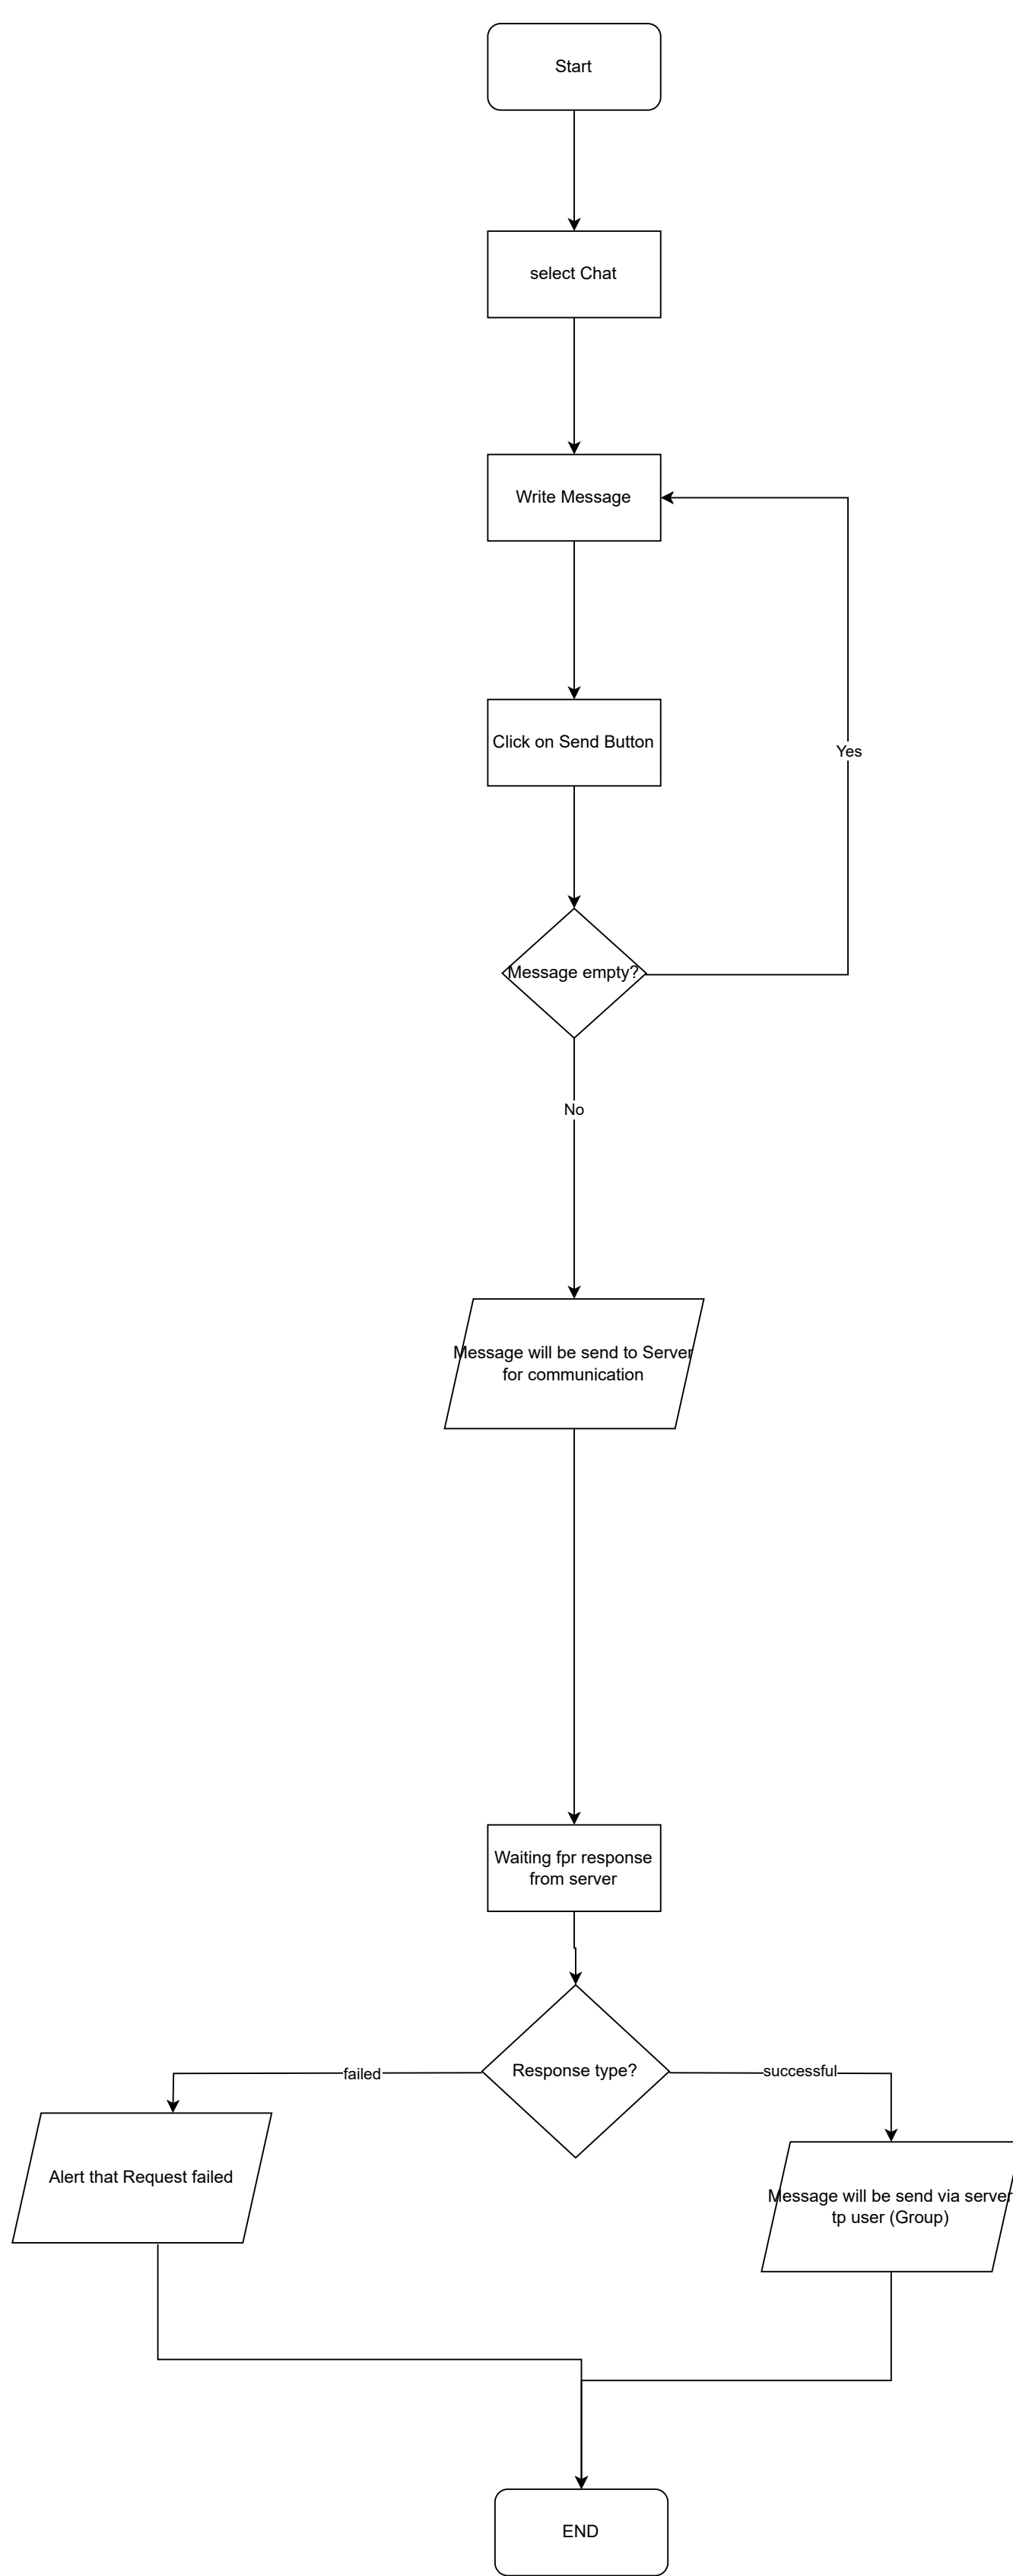 Start
select Chat
Write Message
Click on Send Button
Yes
Message empty?
No
Message will be send to Server
for communication
Waiting fpr response
from server
Response type?
failed
successful
Alert that Request failed
Message will be send via server
tp user (Group)
END